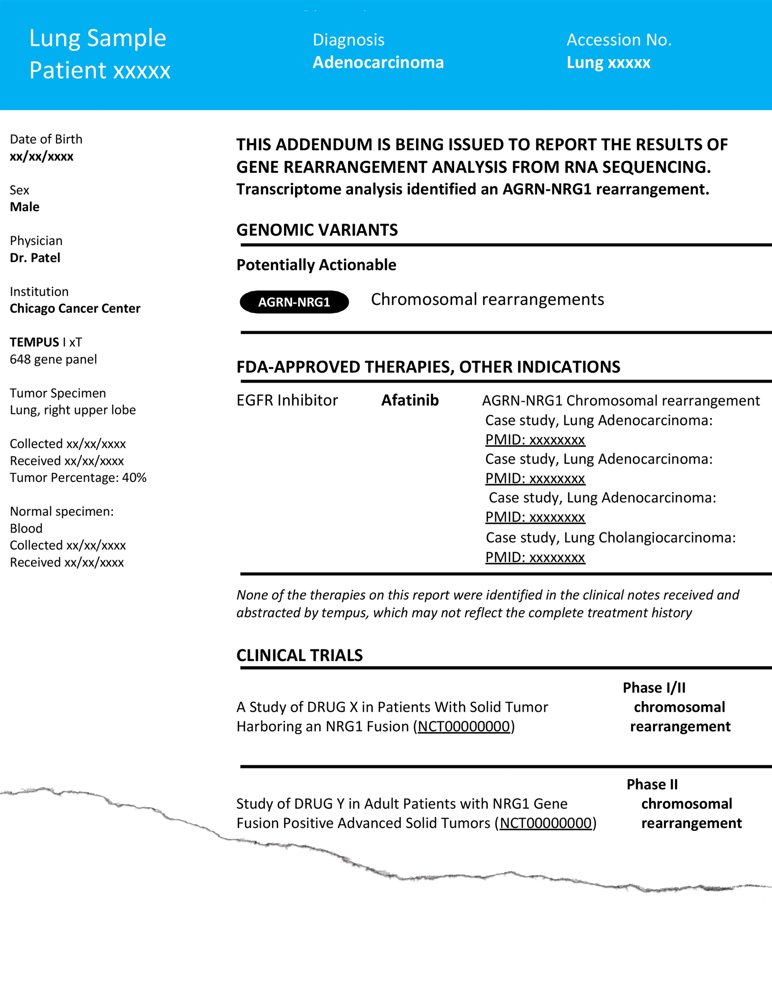 Lung Sample
Patient xxxxx
Diagnosis
Adenocarcinoma
Accession No.
Lung xxxxx
Date of Birth
xx/xx/xxxx
Sex
Male
Physician
Dr. Patel
Institution
Chicago Cancer Center
TEMPUS I xT
648 gene panel
Tumor Specimen
Lung, right upper lobe
Collected xx/xx/xxxx
Received xx/xx/xxxx
Tumor Percentage: 40%
Normal specimen:
Blood
Collected xx/xx/xxxx
Received xx/xx/xxxx
THIS ADDENDUM IS BEING ISSUED TO REPORT THE RESULTS OF
GENE REARRANGEMENT ANALYSIS FROM RNA SEQUENCING.
Transcriptome analysis identified an AGRN-NRG1 rearrangement.
GENOMIC VARIANTS
Potentially Actionable
AGRN-NRG1 Chromosomal rearrangements
FDA-APPROVED THERAPIES, OTHER INDICATIONS
EGFR Inhibitor Afatinib AGRN-NRG1 Chromosomal rearrangement
Case study, Lung Adenocarcinoma:
PMID: xxxxxxxx
Case study, Lung Adenocarcinoma:
PMID: xxxxxxxx
Case study, Lung Adenocarcinoma:
PMID: xxxxxxxx
Case study, Lung Cholangiocarcinoma:
PMID: xxxxxxxx
None of the therapies on this report were identified in the clinical notes received and
abstracted by tempus, which may not reflect the complete treatment history
CLINICAL TRIALS
Phase I/II
A Study of DRUG X in Patients With Solid Tumor chromosomal
Harboring an NRG1 Fusion (NCT00000000) rearrangement
Phase II
Study of DRUG Y in Adult Patients with NRG1 Gene chromosomal
Fusion Positive Advanced Solid Tumors (NCT00000000) rearrangement